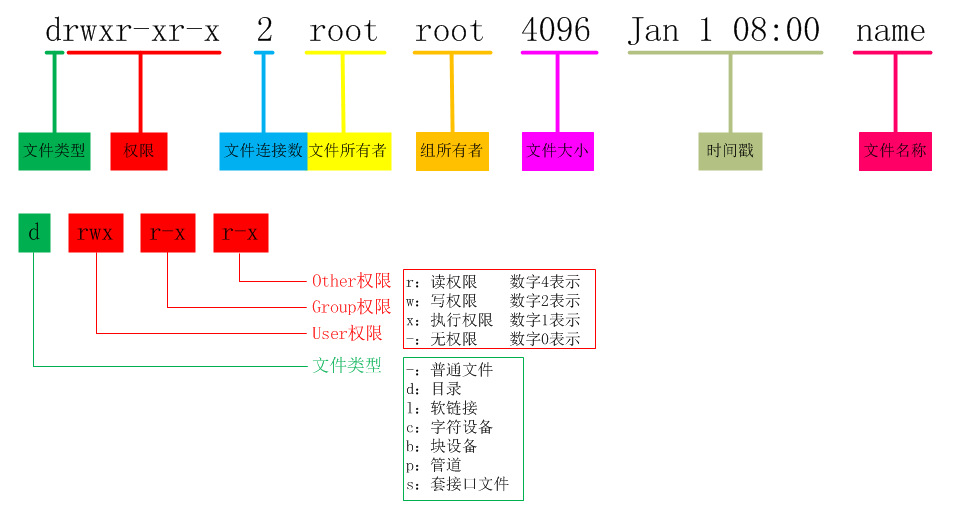 drwxr-xr-x 2 root root 4096 Jan 1 08:00 name
文件类型 权限 文件连接数 文件所有者 组所有者 文件大小 时间戳 文件名称
d rwx r-x r-x
Other权限
Group权限
User权限
文件类型
r: 读权限 数字4表示
w: 写权限 数字2表示
x: 执行权限 数字1表示
-: 无权限 数字0表示
-: 普通文件
d: 目录
l: 软链接
c: 字符设备
b: 块设备
p: 管道
s: 套接口文件